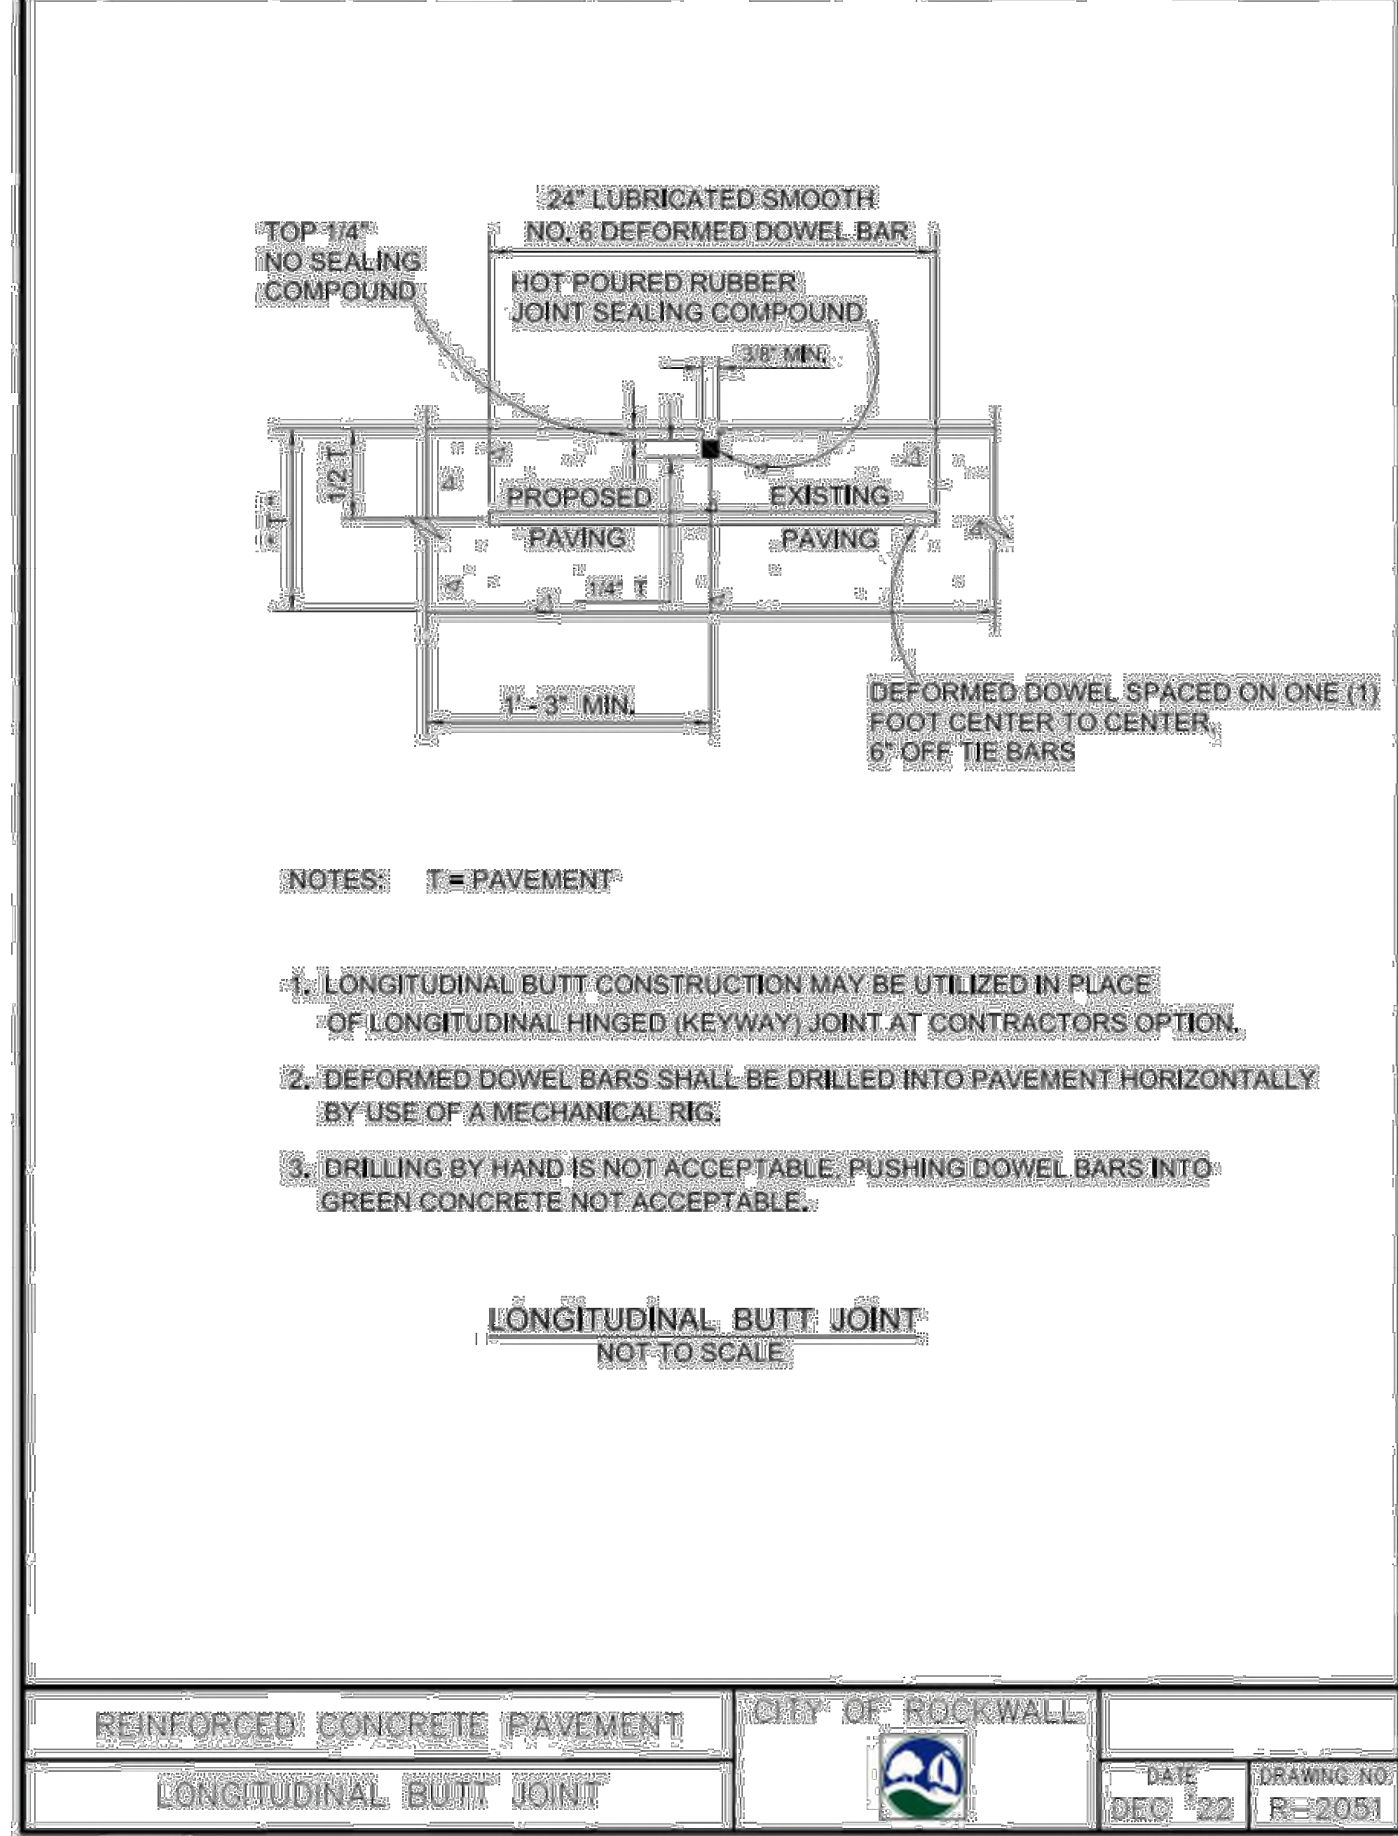 24" LUBRICATED SMOOTH
NO. 6 DEFORMED DOWEL BAR
TOP 1/4"
NO SEALING
COMPOUND
HOT POURED RUBBER
JOINT SEALING COMPOUND
3/8" MIN.
1/2 T
PROPOSED
PAVING
EXISTING
PAVING
1/4" T
1' - 3" MIN.
DEFORMED DOWEL SPACED ON ONE (1)
FOOT CENTER TO CENTER,
6" OFF TIE BARS
NOTES: T = PAVEMENT
1. LONGITUDINAL BUTT CONSTRUCTION MAY BE UTILIZED IN PLACE
OF LONGITUDINAL HINGED (KEYWAY) JOINT AT CONTRACTORS OPTION.
2. DEFORMED DOWEL BARS SHALL BE DRILLED INTO PAVEMENT HORIZONTALLY
BY USE OF A MECHANICAL RIG.
3. DRILLING BY HAND IS NOT ACCEPTABLE, PUSHING DOWEL BARS INTO
GREEN CONCRETE NOT ACCEPTABLE.
LONGITUDINAL BUTT JOINT
NOT TO SCALE
REINFORCED CONCRETE PAVEMENT
LONGITUDINAL BUTT JOINT
CITY OF ROCKWALL
DATE
DEC '22
DRAWING NO.
R-2051